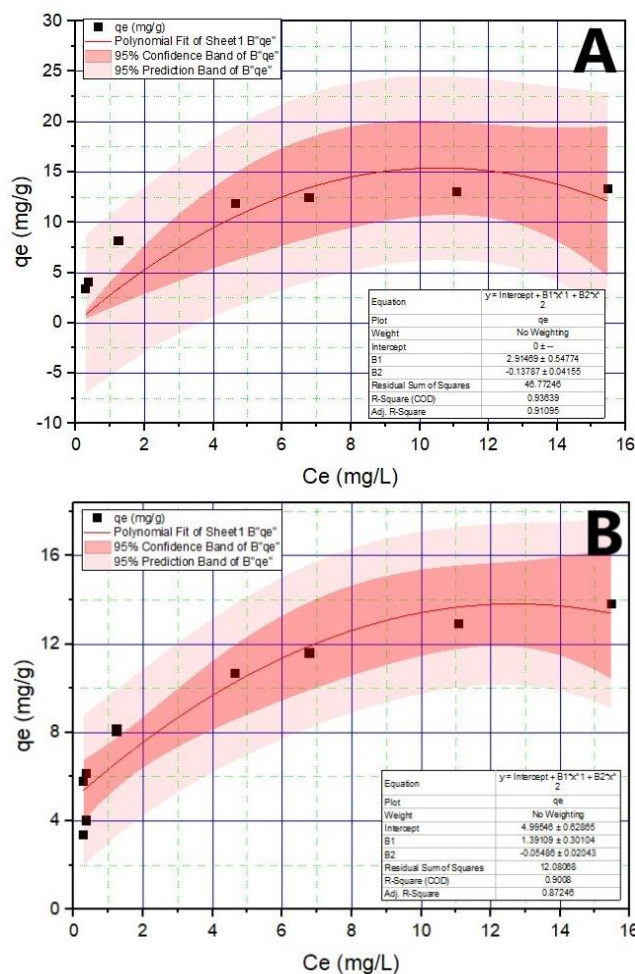 A
qe (mg/g)
Polynomial Fit of Sheet1 B"qe"
95% Confidence Band of B"qe"
95% Prediction Band of B"qe"
30
25
20
15
10
5
0
-5
-10
qe (mg/g)
Equation y = Intercept + B1*x^1 + B2*x^2
Plot qe
Weight No Weighting
Intercept 0 ± --
B1 2.91469 ± 0.54774
B2 -0.13787 ± 0.04155
Residual Sum of Squares 46.77246
R-Square (COD) 0.93639
Adj. R-Square 0.91095
0 2 4 6 8 10 12 14 16
Ce (mg/L)
B
qe (mg/g)
Polynomial Fit of Sheet1 B"qe"
95% Confidence Band of B"qe"
95% Prediction Band of B"qe"
16
12
8
4
0
qe (mg/g)
Equation y = Intercept + B1*x^1 + B2*x^2
Plot qe
Weight No Weighting
Intercept 4.99546 ± 0.62865
B1 1.39109 ± 0.30104
B2 -0.05486 ± 0.02043
Residual Sum of Squares 12.08068
R-Square (COD) 0.9008
Adj. R-Square 0.87246
0 2 4 6 8 10 12 14 16
Ce (mg/L)